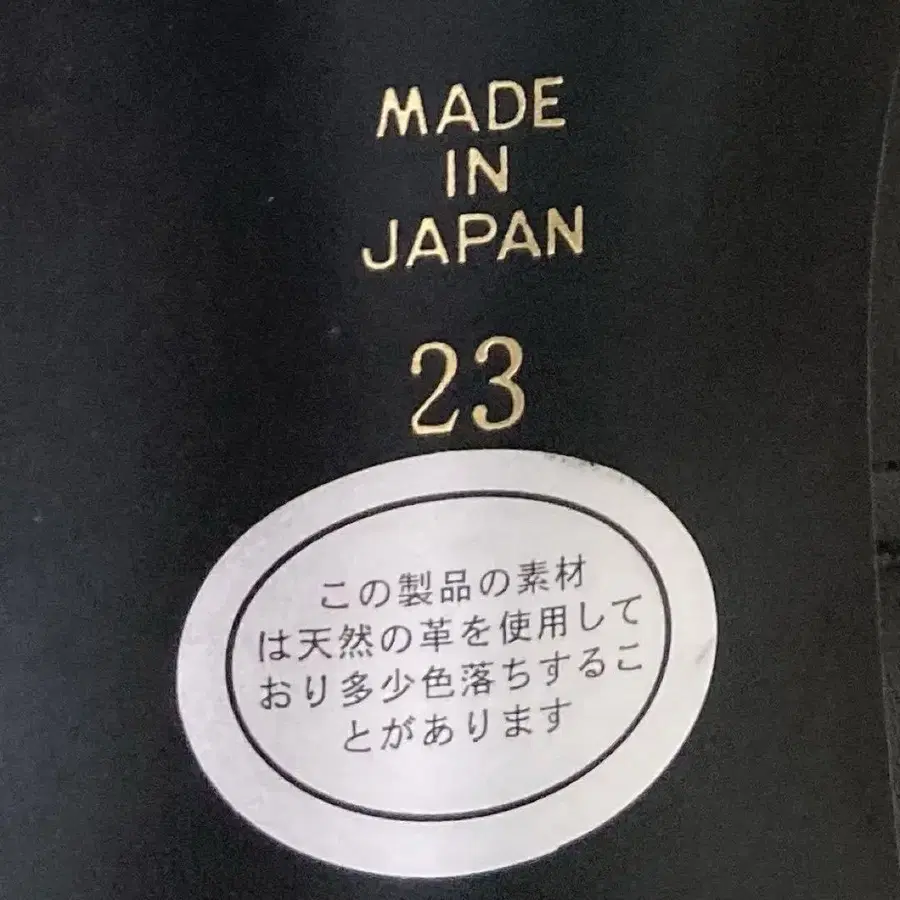 MADE
IN
JAPAN
23
この製品の素材
は天然の革を使用して
おり多少色落ちするこ
とがあります